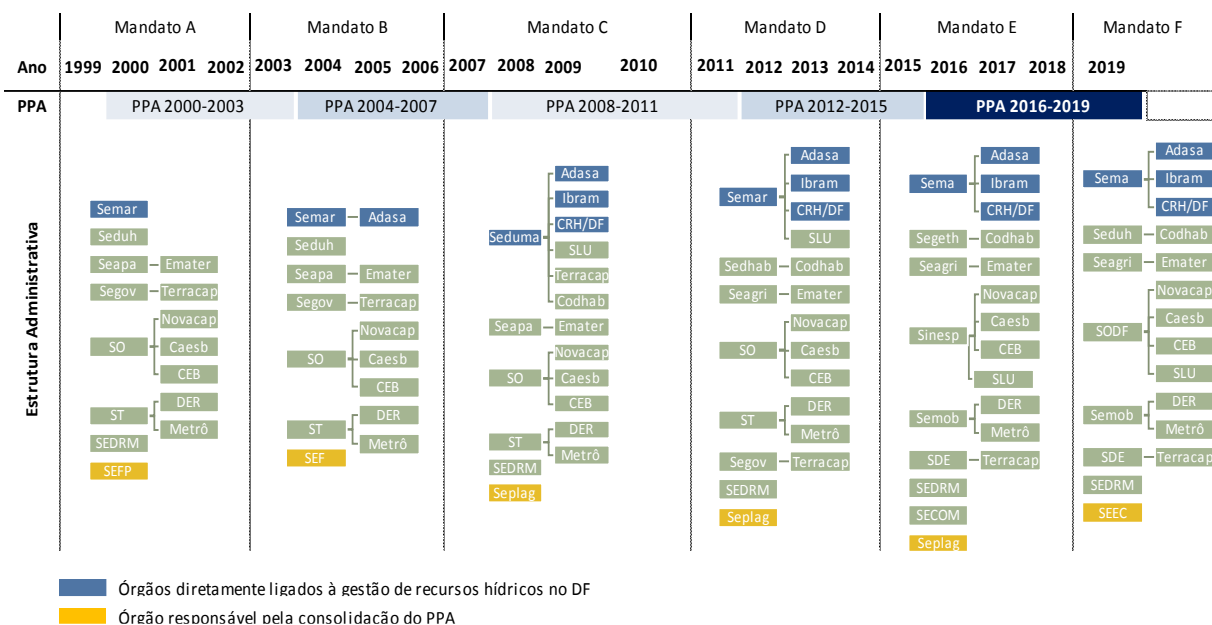 Mandato A Mandato B Mandato C Mandato D Mandato E Mandato F
Ano 1999 2000 2001 2002 2003 2004 2005 2006 2007 2008 2009 2010 2011 2012 2013 2014 2015 2016 2017 2018 2019
PPA PPA 2000-2003 PPA 2004-2007 PPA 2008-2011 PPA 2012-2015 PPA 2016-2019
Estrutura Administrativa
Semar
Seduh
Seapa Emater
Segov Terracap
Novacap
SO Caesb
CEB
DER
ST
Metrô
SEDRM
SEFP
Semar Adasa
Seduh
Seapa Emater
Segov Terracap
Novacap
SO Caesb
CEB
DER
ST
Metrô
SEF
Adasa
Ibram
CRH/DF
Seduma
SLU
Terracap
Codhab
Seapa Emater
Novacap
SO Caesb
CEB
DER
ST
Metrô
SEDRM
Seplag
Adasa
Ibram
Semar
CRH/DF
SLU
Sedhab Codhab
Seagri Emater
Novacap
SO Caesb
CEB
DER
ST
Metrô
Segov Terracap
SEDRM
Seplag
Adasa
Sema Ibram
CRH/DF
Segeth Codhab
Seagri Emater
Novacap
Caesb
Sinesp
CEB
SLU
DER
Semob
Metrô
SDE Terracap
SEDRM
SECOM
Seplag
Adasa
Sema Ibram
CRH/DF
Seduh Codhab
Seagri Emater
Novacap
Caesb
SODF
CEB
SLU
DER
Semob
Metrô
SDE Terracap
SEDRM
SEEC
Órgãos diretamente ligados à gestão de recursos hídricos no DF
Órgão responsável pela consolidação do PPA